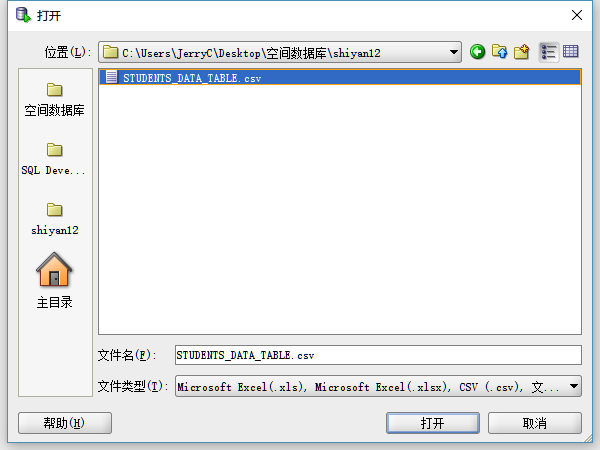 打开
位置(L):
C:\Users\JerryC\Desktop\空间数据库\shiyan12
空间数据库
SQL Deve...
shiyan12
主目录
STUDENTS_DATA_TABLE.csv
文件名(F):
STUDENTS_DATA_TABLE.csv
文件类型(T):
Microsoft Excel(.xls), Microsoft Excel(.xlsx), CSV (.csv), 文...
帮助(H)
打开
取消